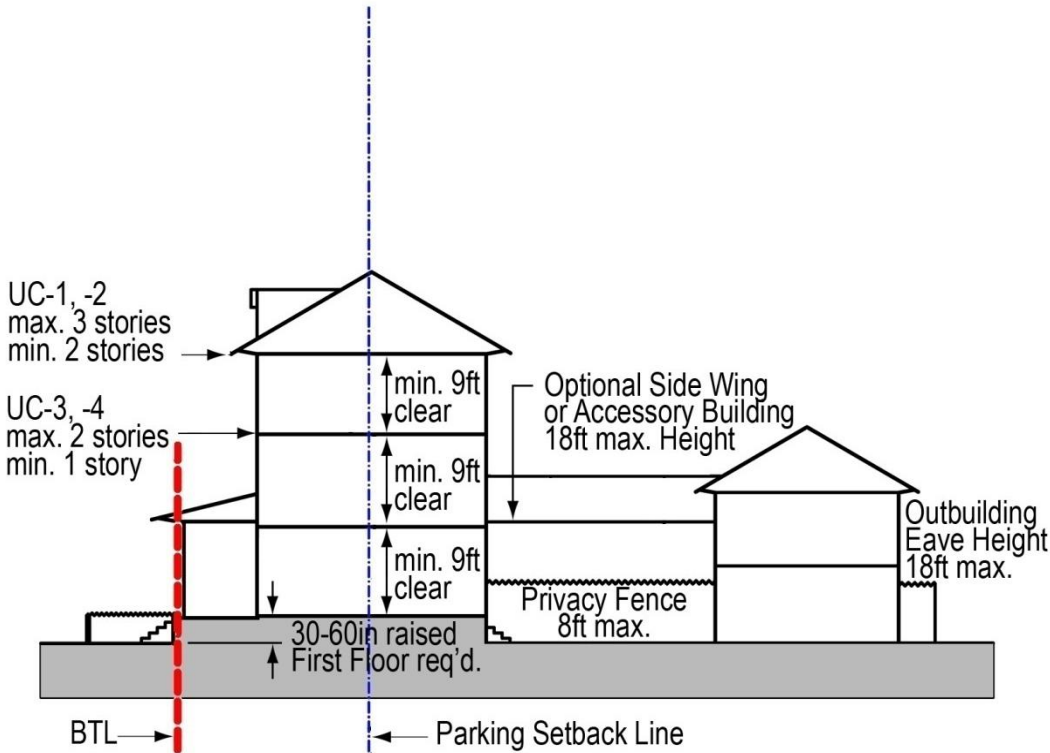 UC-1, -2
max. 3 stories
min. 2 stories
UC-3, -4
max. 2 stories
min. 1 story
min. 9ft
clear
min. 9ft
clear
min. 9ft
clear
Optional Side Wing
or Accessory Building
18ft max. Height
Outbuilding
Eave Height
18ft max.
Privacy Fence
8ft max.
30-60in raised
First Floor req'd.
BTL
Parking Setback Line